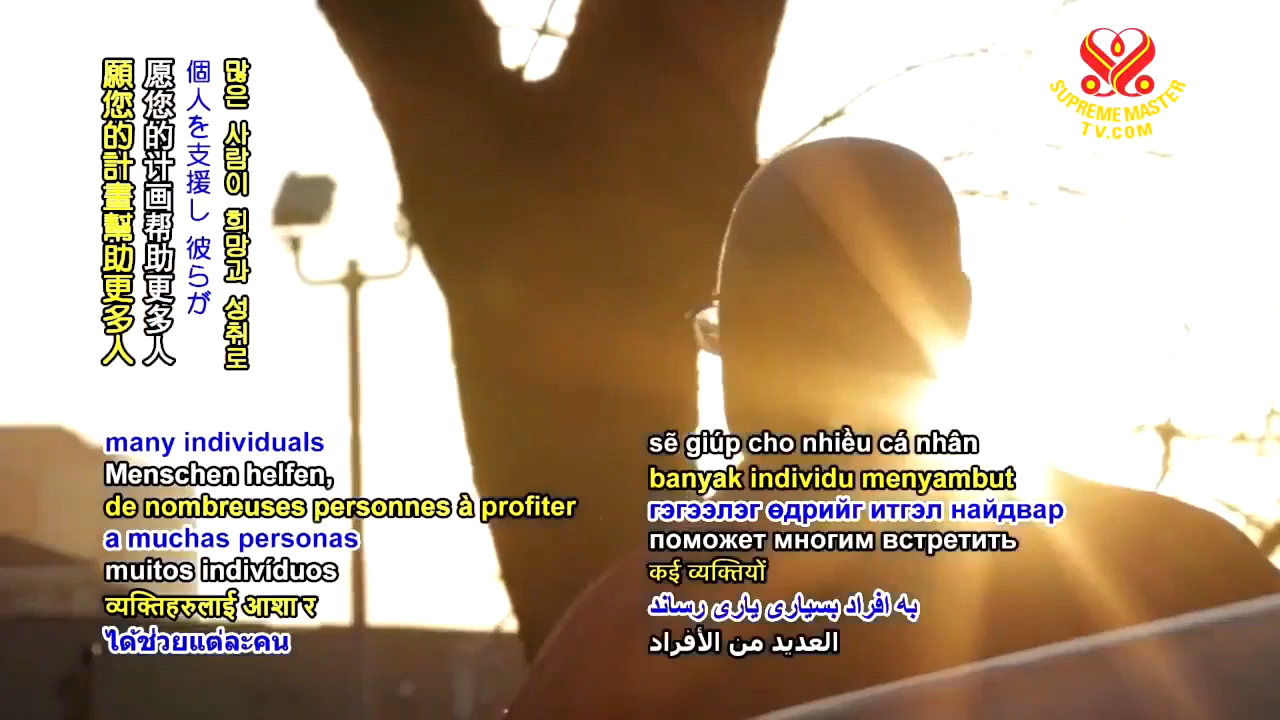 願您的計畫幫助更多人
愿您的计画帮助更多人
個人を支援し 彼らが
많은 사람이 희망과 성취로
SUPREME MASTER
TV.COM
many individuals
Menschen helfen,
de nombreuses personnes à profiter
a muchas personas
muitos indivíduos
व्यक्तिहरुलाई आशा र
ได้ช่วยแต่ละคน
sẽ giúp cho nhiều cá nhân
banyak individu menyambut
гэгээлэг өдрийг итгэл найдвар
поможет многим встретить
कई व्यक्तियों
به افراد بسیاری یاری رساند
العديد من الأفراد